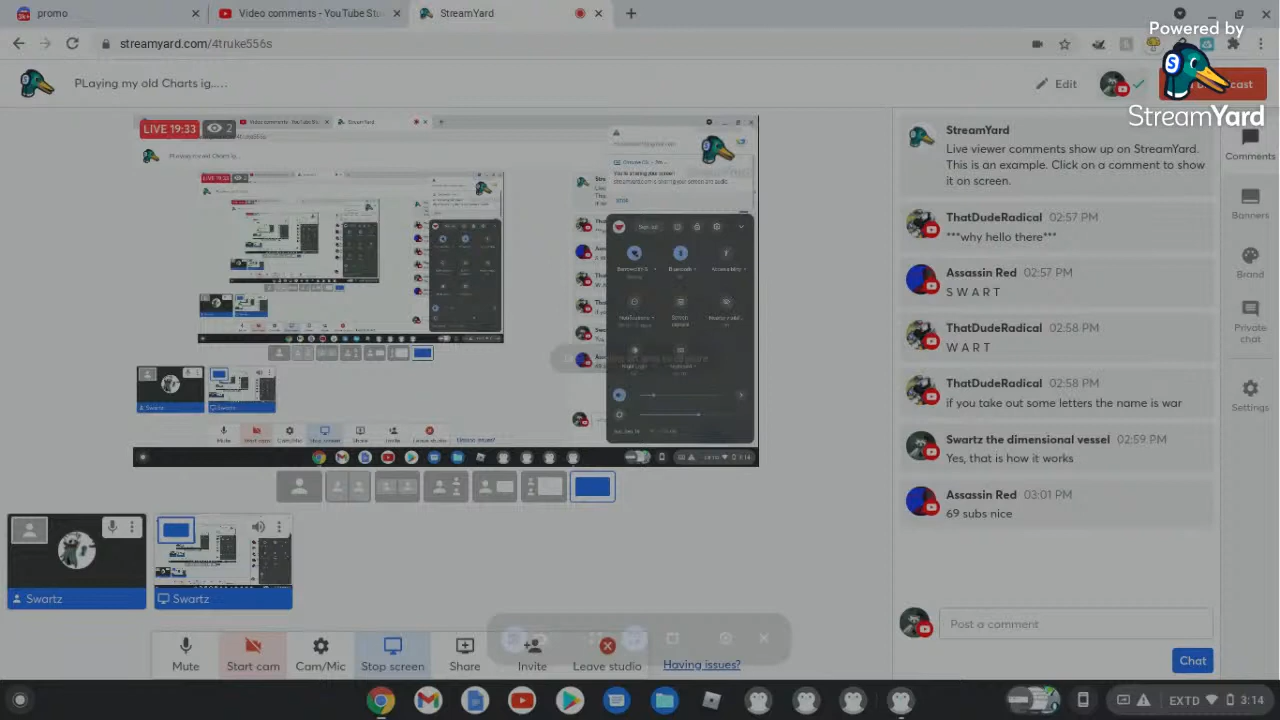 promo
Video comments - YouTube Stu
StreamYard
streamyard.com/4truke556s
Powered by
StreamYard
PLaying my old Charts ig,...
Edit
cast
LIVE 19:33
2
StreamYard
Live viewer comments show up on StreamYard.
This is an example. Click on a comment to show
it on screen.
ThatDudeRadical 02:57 PM
***why hello there***
Assassin Red 02:57 PM
S W A R T
ThatDudeRadical 02:58 PM
W A R T
ThatDudeRadical 02:58 PM
if you take out some letters the name is war
Swartz the dimensional vessel 02:59 PM
Yes, that is how it works
Assassin Red 03:01 PM
69 subs nice
Comments
Banners
Brand
Private
chat
Settings
Swartz
Swartz
Mute
Start cam
Cam/Mic
Stop screen
Share
Invite
Leave studio
Having issues?
Post a comment
Chat
EXTD
3:14